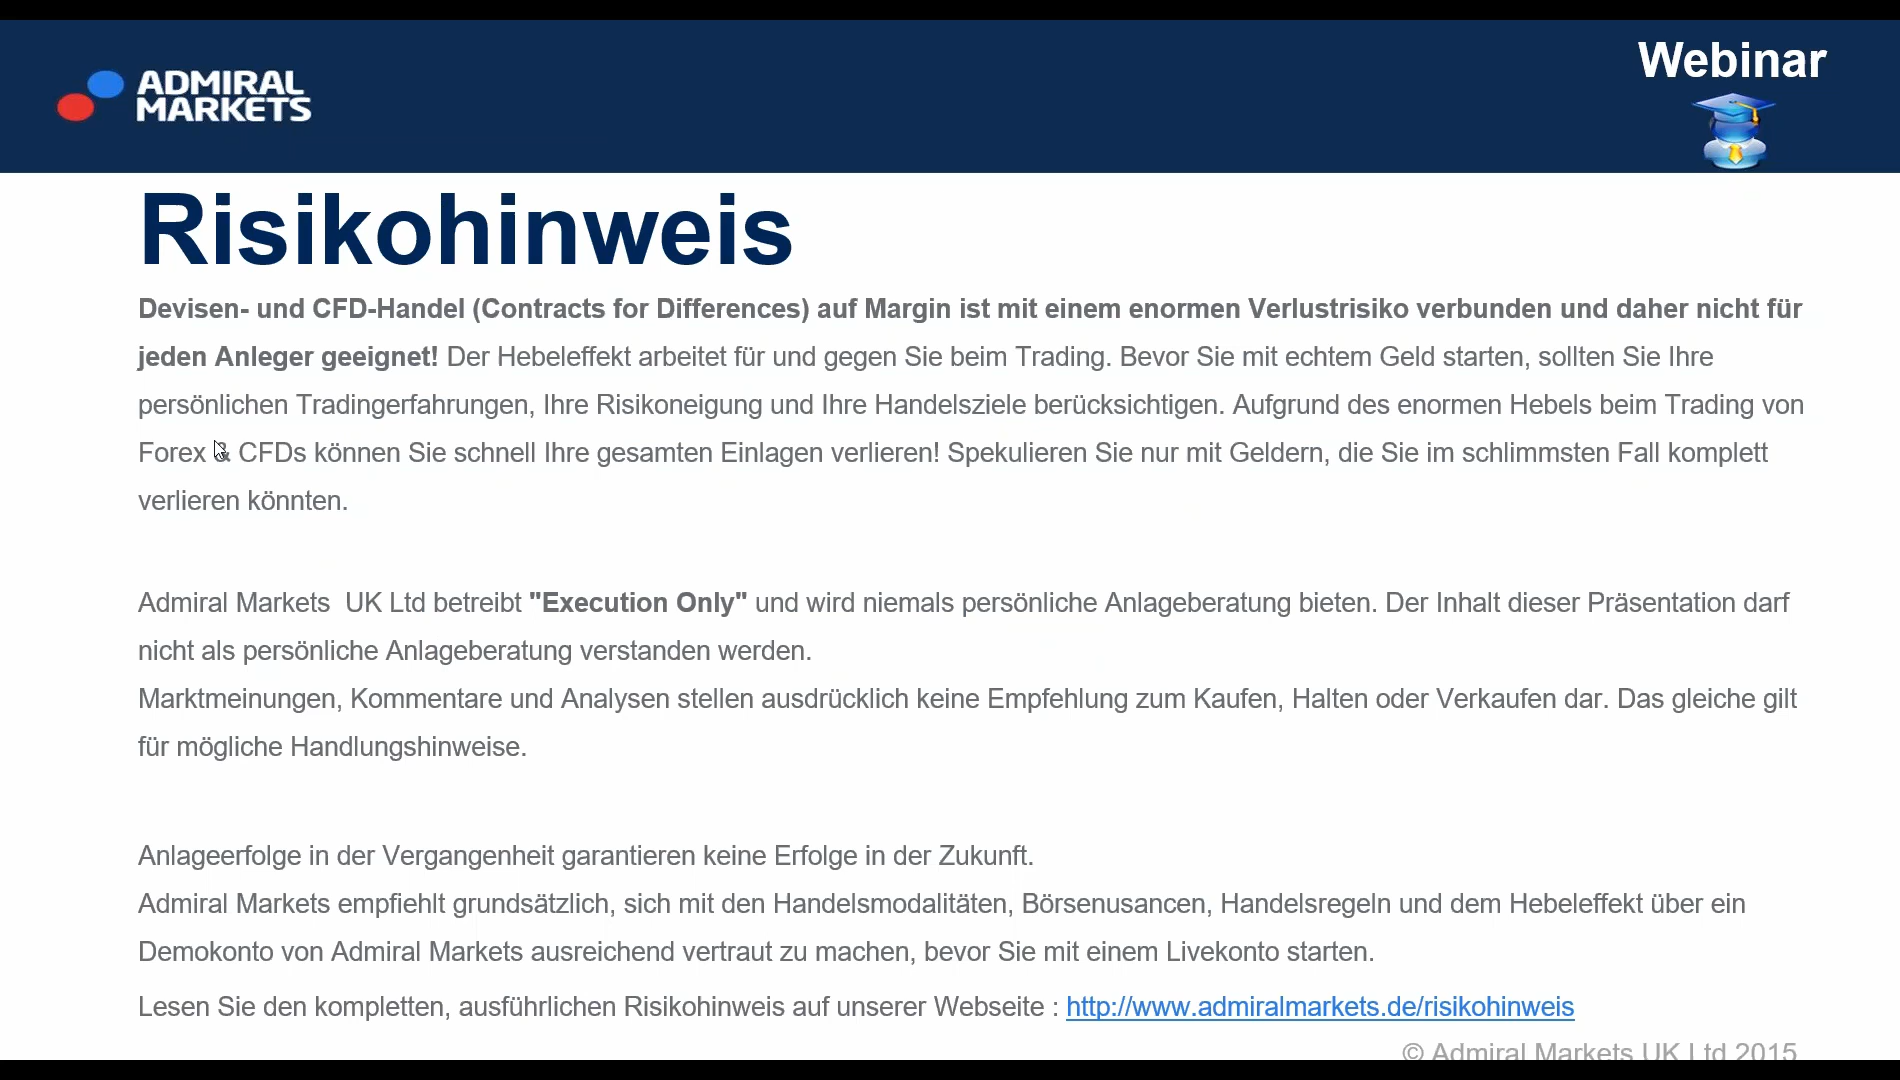 ADMIRAL
MARKETS
Webinar
Risikohinweis
Devisen- und CFD-Handel (Contracts for Differences) auf Margin ist mit einem enormen Verlustrisiko verbunden und daher nicht für
jeden Anleger geeignet! Der Hebeleffekt arbeitet für und gegen Sie beim Trading. Bevor Sie mit echtem Geld starten, sollten Sie Ihre
persönlichen Tradingerfahrungen, Ihre Risikoneigung und Ihre Handelsziele berücksichtigen. Aufgrund des enormen Hebels beim Trading von
Forex & CFDs können Sie schnell Ihre gesamten Einlagen verlieren! Spekulieren Sie nur mit Geldern, die Sie im schlimmsten Fall komplett
verlieren könnten.
Admiral Markets  UK Ltd betreibt "Execution Only" und wird niemals persönliche Anlageberatung bieten. Der Inhalt dieser Präsentation darf
nicht als persönliche Anlageberatung verstanden werden.
Marktmeinungen, Kommentare und Analysen stellen ausdrücklich keine Empfehlung zum Kaufen, Halten oder Verkaufen dar. Das gleiche gilt
für mögliche Handlungshinweise.
Anlageerfolge in der Vergangenheit garantieren keine Erfolge in der Zukunft.
Admiral Markets empfiehlt grundsätzlich, sich mit den Handelsmodalitäten, Börsenusancen, Handelsregeln und dem Hebeleffekt über ein
Demokonto von Admiral Markets ausreichend vertraut zu machen, bevor Sie mit einem Livekonto starten.
Lesen Sie den kompletten, ausführlichen Risikohinweis auf unserer Webseite : http://www.admiralmarkets.de/risikohinweis
© Admiral Markets UK Ltd 2015